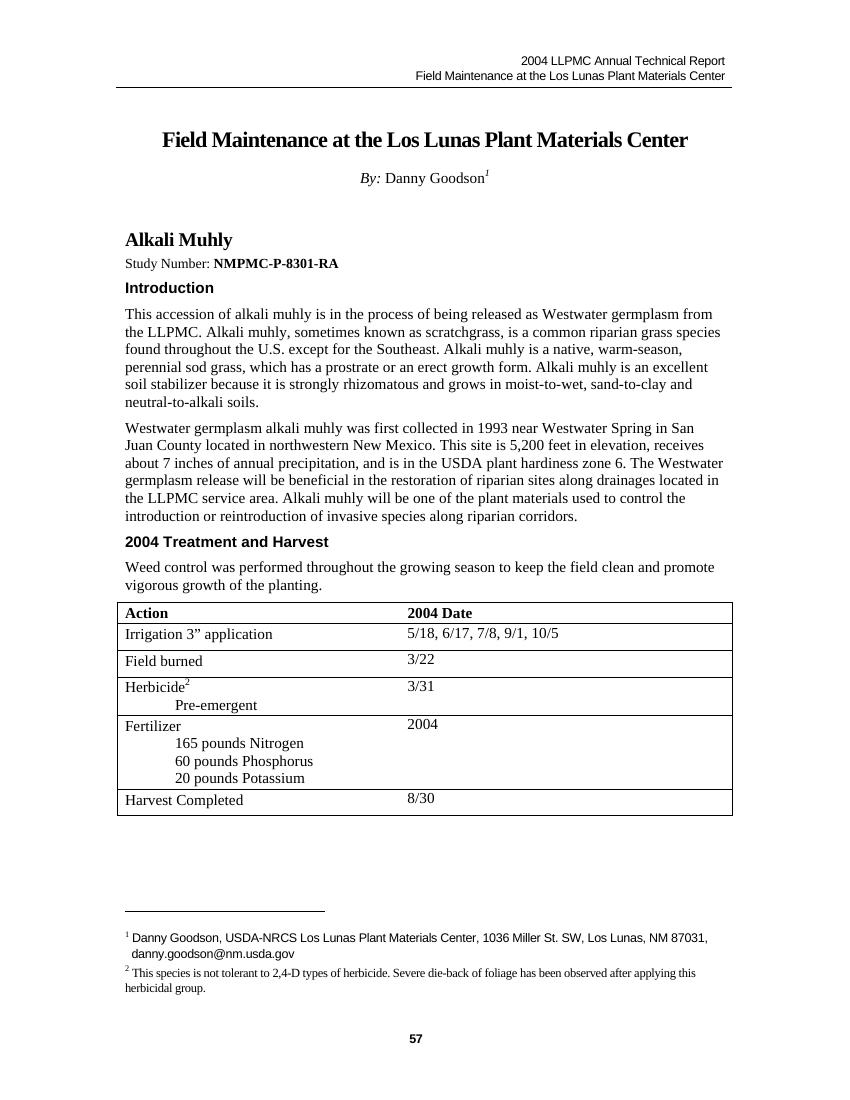 2004 LLPMC Annual Technical Report
Field Maintenance at the Los Lunas Plant Materials Center
Field Maintenance at the Los Lunas Plant Materials Center
By: Danny Goodson1
Alkali Muhly
Study Number: NMPMC-P-8301-RA
Introduction
This accession of alkali muhly is in the process of being released as Westwater germplasm from
the LLPMC. Alkali muhly, sometimes known as scratchgrass, is a common riparian grass species
found throughout the U.S. except for the Southeast. Alkali muhly is a native, warm-season,
perennial sod grass, which has a prostrate or an erect growth form. Alkali muhly is an excellent
soil stabilizer because it is strongly rhizomatous and grows in moist-to-wet, sand-to-clay and
neutral-to-alkali soils.
Westwater germplasm alkali muhly was first collected in 1993 near Westwater Spring in San
Juan County located in northwestern New Mexico. This site is 5,200 feet in elevation, receives
about 7 inches of annual precipitation, and is in the USDA plant hardiness zone 6. The Westwater
germplasm release will be beneficial in the restoration of riparian sites along drainages located in
the LLPMC service area. Alkali muhly will be one of the plant materials used to control the
introduction or reintroduction of invasive species along riparian corridors.
2004 Treatment and Harvest
Weed control was performed throughout the growing season to keep the field clean and promote
vigorous growth of the planting.
Action 2004 Date
Irrigation 3” application 5/18, 6/17, 7/8, 9/1, 10/5
Field burned 3/22
Herbicide2 3/31
Pre-emergent
Fertilizer 2004
165 pounds Nitrogen
60 pounds Phosphorus
20 pounds Potassium
Harvest Completed 8/30
1 Danny Goodson, USDA-NRCS Los Lunas Plant Materials Center, 1036 Miller St. SW, Los Lunas, NM 87031,
danny.goodson@nm.usda.gov
2 This species is not tolerant to 2,4-D types of herbicide. Severe die-back of foliage has been observed after applying this
herbicidal group.
57